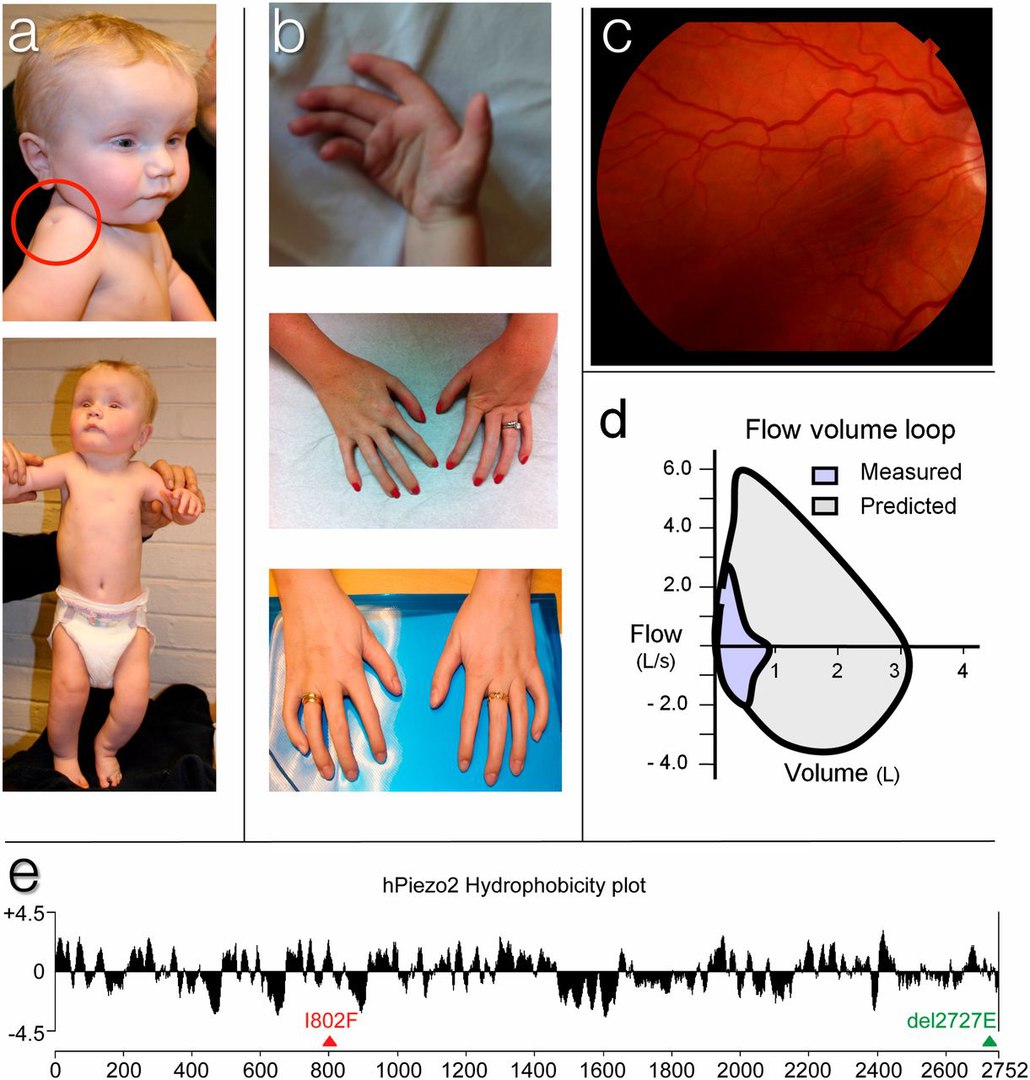 a
b
c
d
Flow volume loop
Measured
Predicted
6.0
4.0
2.0
Flow
(L/s)
1 2 3 4
- 2.0
- 4.0
Volume (L)
e
hPiezo2 Hydrophobicity plot
+4.5
0
-4.5
I802F
del2727E
0 200 400 600 800 1000 1200 1400 1600 1800 2000 2200 2400 2600 2752